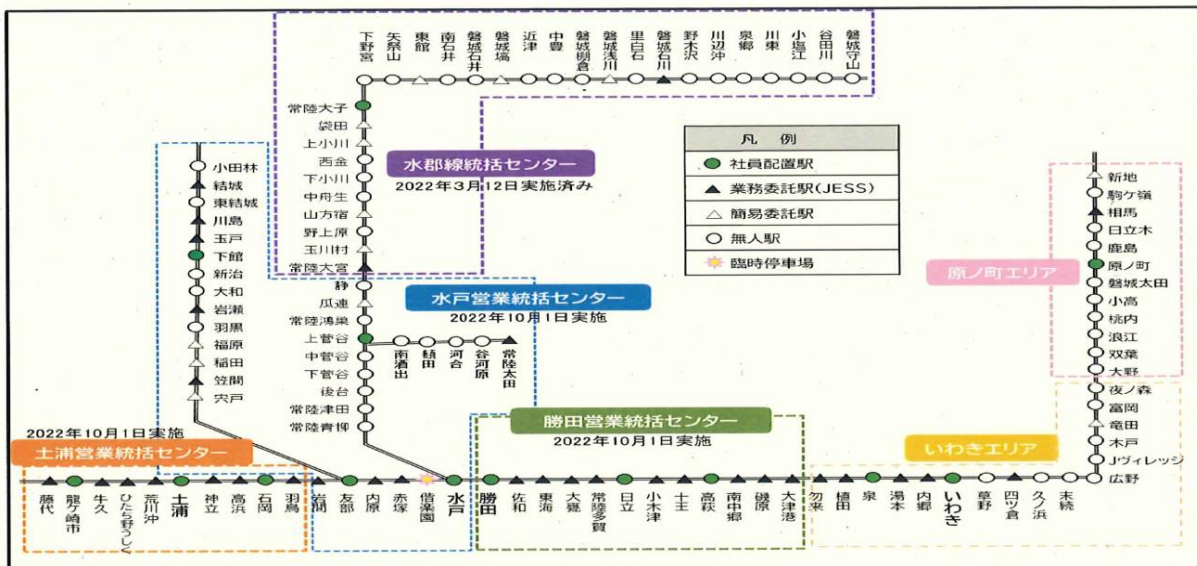 下野宮
矢祭山
東館
南石井
磐城石井
磐城塙
近津
中豊
磐城棚倉
磐城浅川
里白石
磐城石川
野木沢
川辺沖
泉郷
川東
小塩江
谷田川
磐城守山
常陸大子
袋田
上小川
西金
下小川
中舟生
山方宿
野上原
玉川村
常陸大宮
水郡線統括センター
2022年3月12日実施済み
凡 例
社員配置駅
業務委託駅(JESS)
簡易委託駅
無人駅
臨時停車場
小田林
結城
東結城
川島
玉戸
下館
新治
大和
岩瀬
羽黒
福原
稲田
笠間
宍戸
静
瓜連
常陸鴻巣
上菅谷
中菅谷
下菅谷
後台
常陸津田
常陸青柳
水戸営業統括センター
2022年10月1日実施
南酒出
額田
河合
谷河原
常陸太田
新地
駒ケ嶺
相馬
日立木
鹿島
原ノ町
磐城太田
小高
桃内
浪江
双葉
大野
原ノ町エリア
夜ノ森
富岡
竜田
木戸
Jヴィレッジ
広野
いわきエリア
勝田営業統括センター
2022年10月1日実施
2022年10月1日実施
土浦営業統括センター
藤代
龍ケ崎市
牛久
ひたち野うしく
荒川沖
土浦
神立
高浜
石岡
羽鳥
岩間
友部
内原
赤塚
偕楽園
水戸
勝田
佐和
東海
大甕
常陸多賀
日立
小木津
十王
高萩
南中郷
磯原
大津港
勿来
植田
泉
湯本
内郷
いわき
草野
四ツ倉
久ノ浜
末続